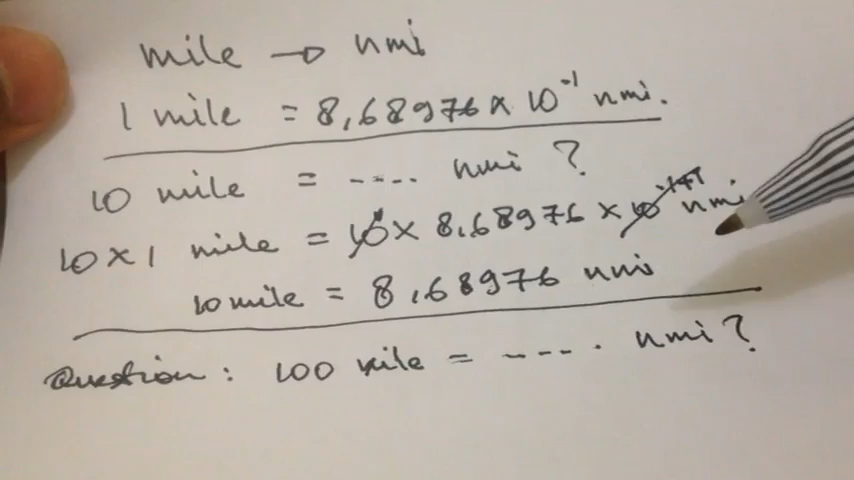 mile → nmi
1 mile = 8,68976 × 10⁻¹ nmi.
10 mile = ..... nmi ?
10 × 1 mile = 10 × 8,68976 × 10⁻¹ nmi
10 mile = 8,68976 nmi
Question : 100 mile = ----. nmi ?